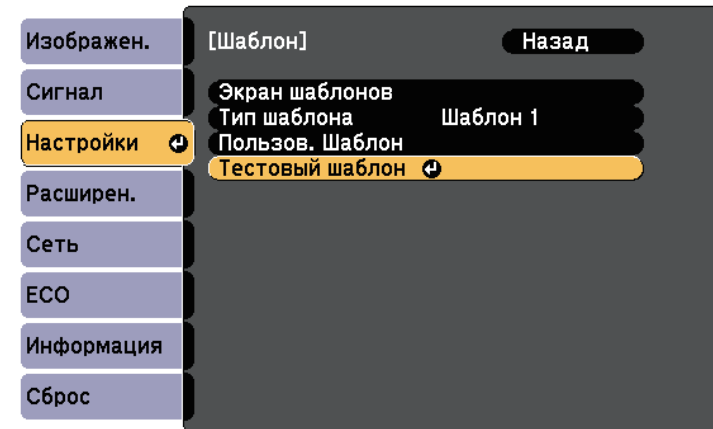 Изображен.
Сигнал
Настройки
Расширен.
Сеть
ECO
Информация
Сброс
[Шаблон] Назад
Экран шаблонов
Тип шаблона Шаблон 1
Пользов. Шаблон
Тестовый шаблон